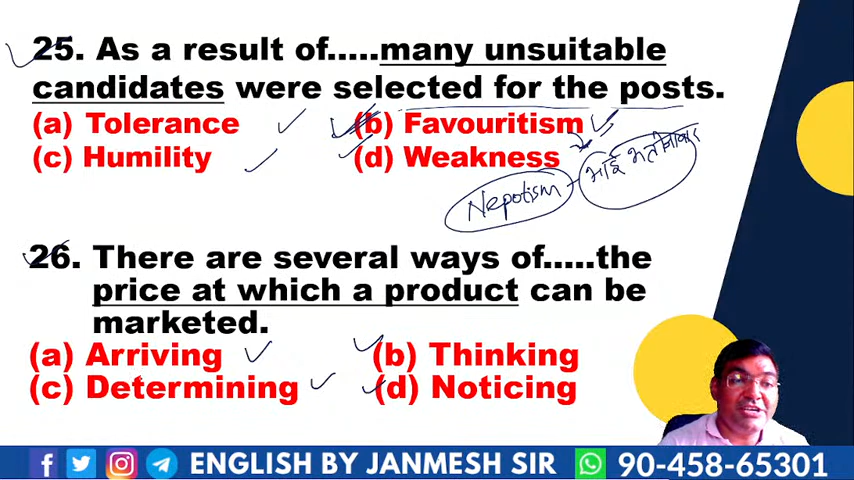 25. As a result of.....many unsuitable
candidates were selected for the posts.
(a) Tolerance (b) Favouritism
(c) Humility (d) Weakness
Nepotism - भाई भतीजावाद
26. There are several ways of.....the
price at which a product can be
marketed.
(a) Arriving (b) Thinking
(c) Determining (d) Noticing
ENGLISH BY JANMESH SIR 90-458-65301